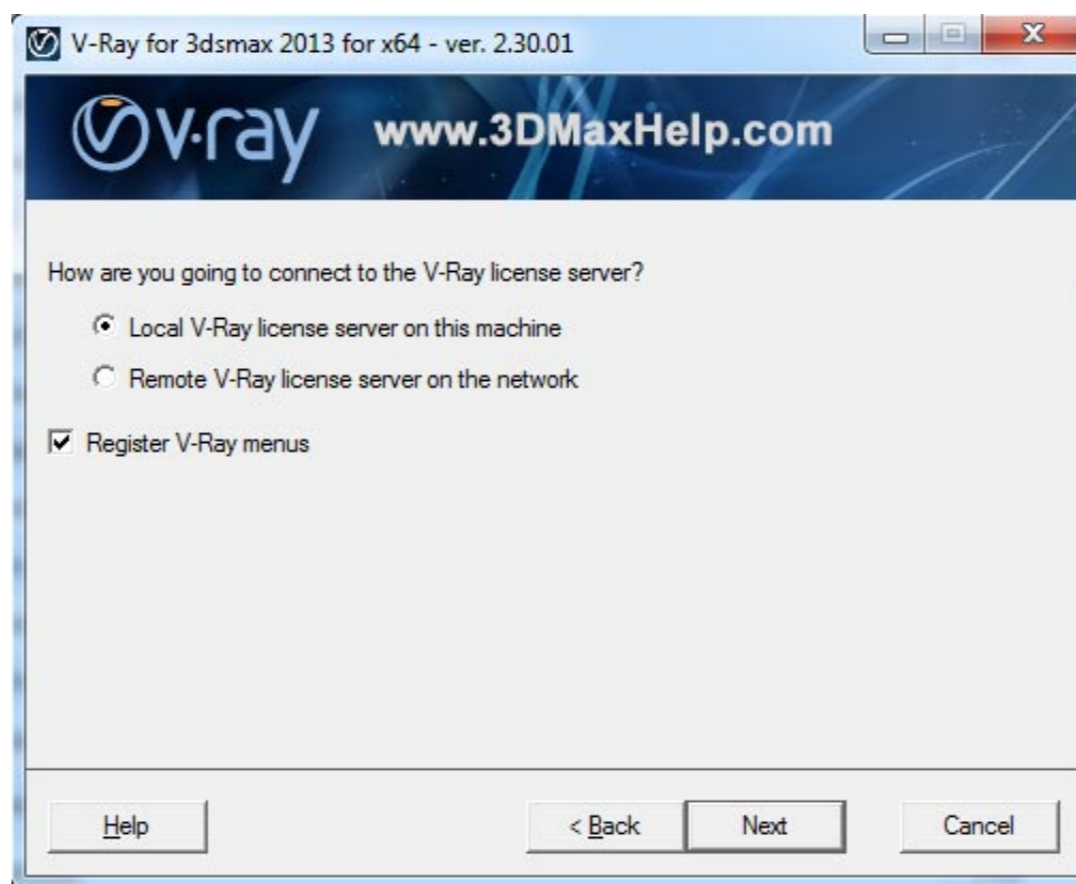 V-Ray for 3dsmax 2013 for x64 - ver. 2.30.01
v·ray www.3DMaxHelp.com
How are you going to connect to the V-Ray license server?
Local V-Ray license server on this machine
Remote V-Ray license server on the network
Register V-Ray menus
Help < Back Next Cancel